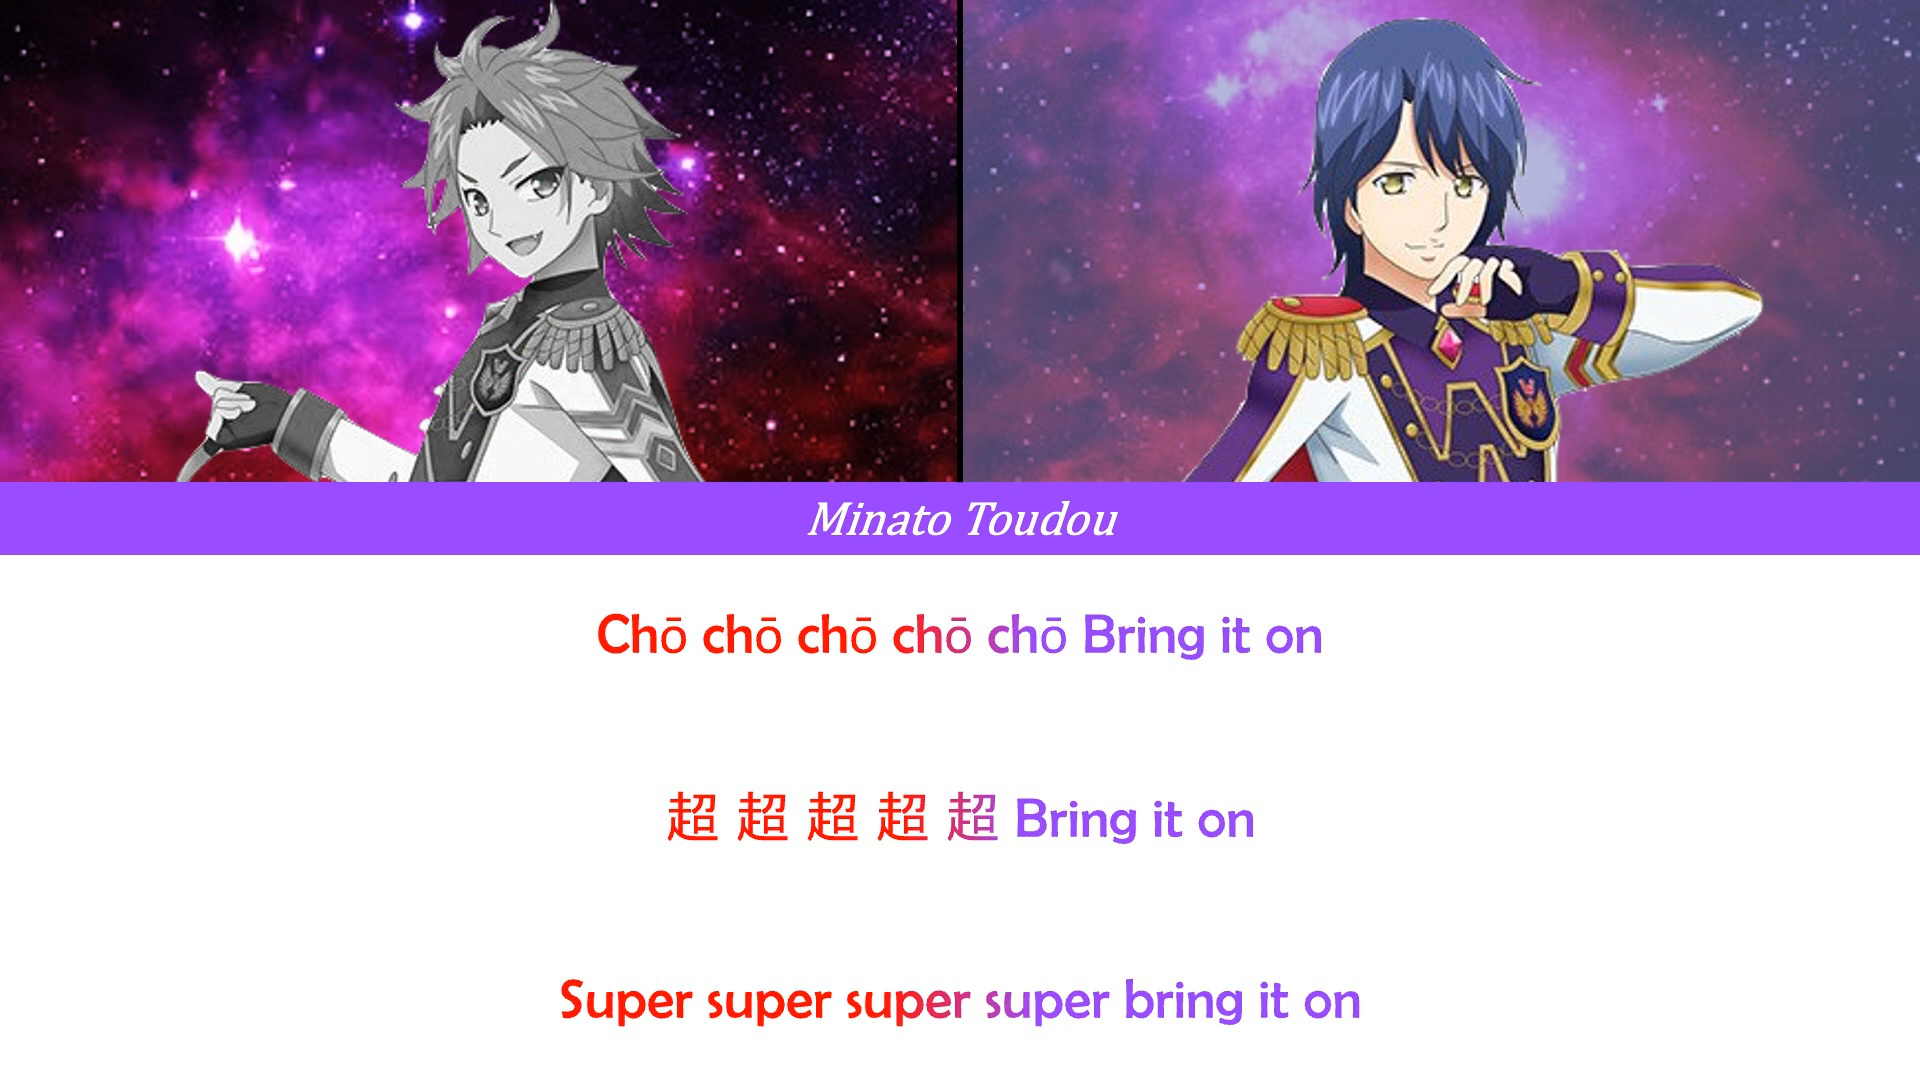 Minato Toudou
Chō chō chō chō chō Bring it on
超 超 超 超 超 Bring it on
Super super super super bring it on